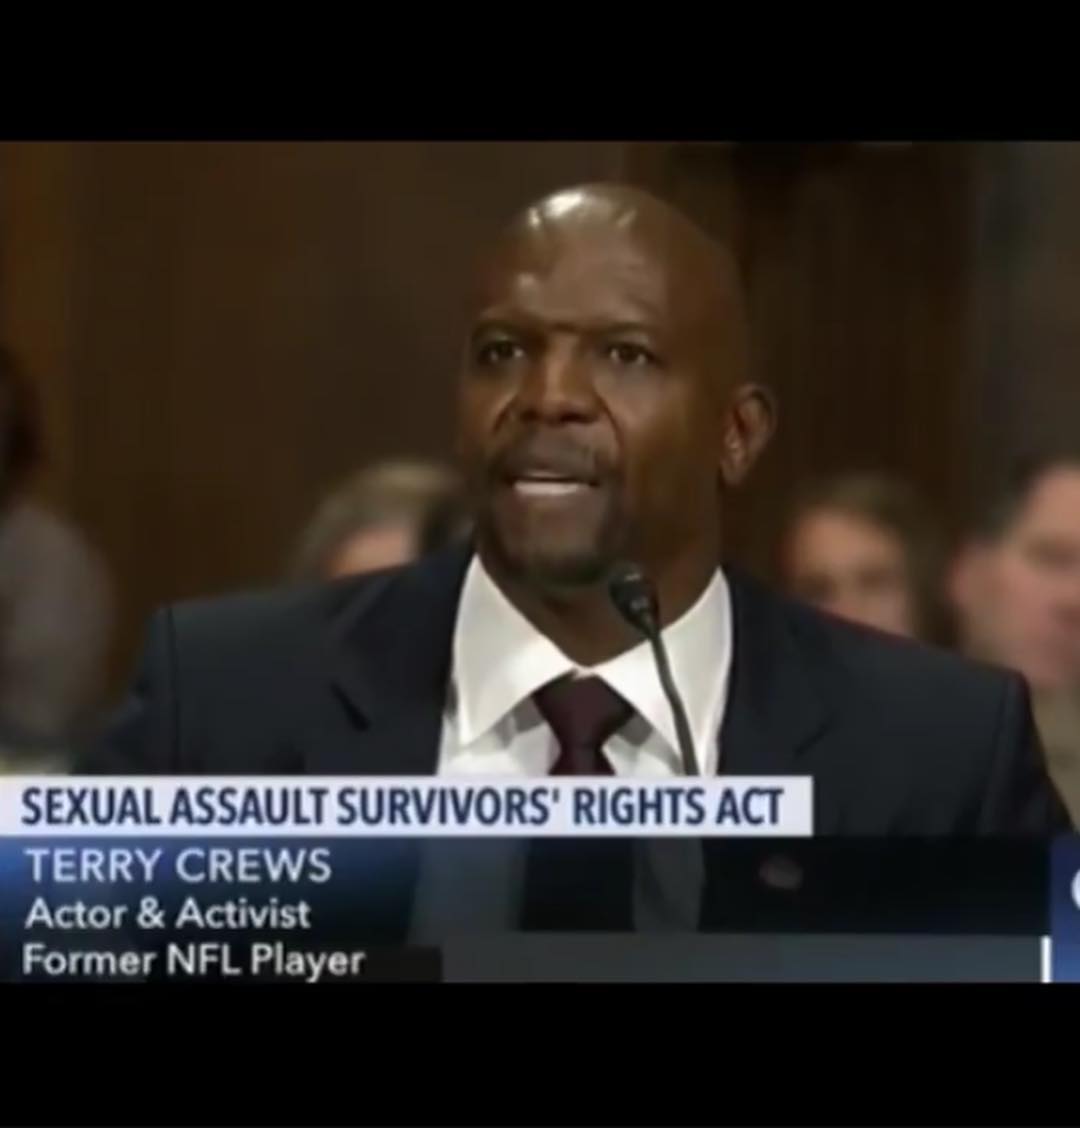 SEXUAL ASSAULT SURVIVORS' RIGHTS ACT
TERRY CREWS
Actor & Activist
Former NFL Player